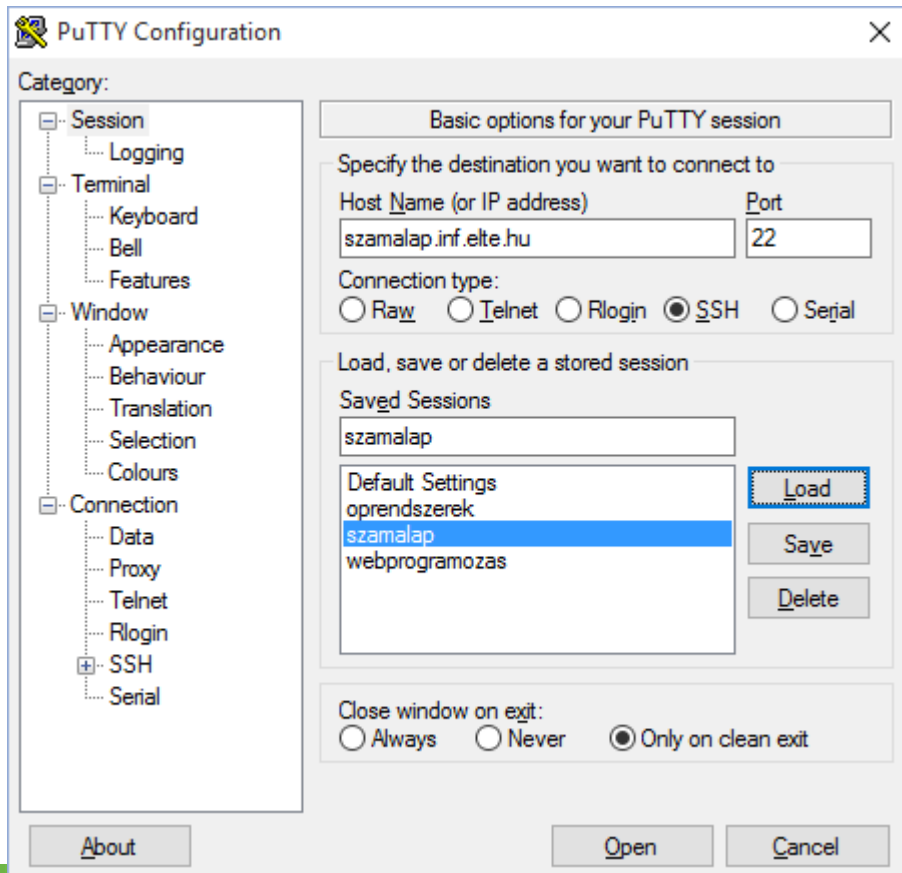 PuTTY Configuration
Category:
Session
Logging
Terminal
Keyboard
Bell
Features
Window
Appearance
Behaviour
Translation
Selection
Colours
Connection
Data
Proxy
Telnet
Rlogin
SSH
Serial
Basic options for your PuTTY session
Specify the destination you want to connect to
Host Name (or IP address) Port
szamalap.inf.elte.hu 22
Connection type:
Raw Telnet Rlogin SSH Serial
Load, save or delete a stored session
Saved Sessions
szamalap
Default Settings
oprendszerek
szamalap
webprogramozas
Load
Save
Delete
Close window on exit:
Always Never Only on clean exit
About Open Cancel